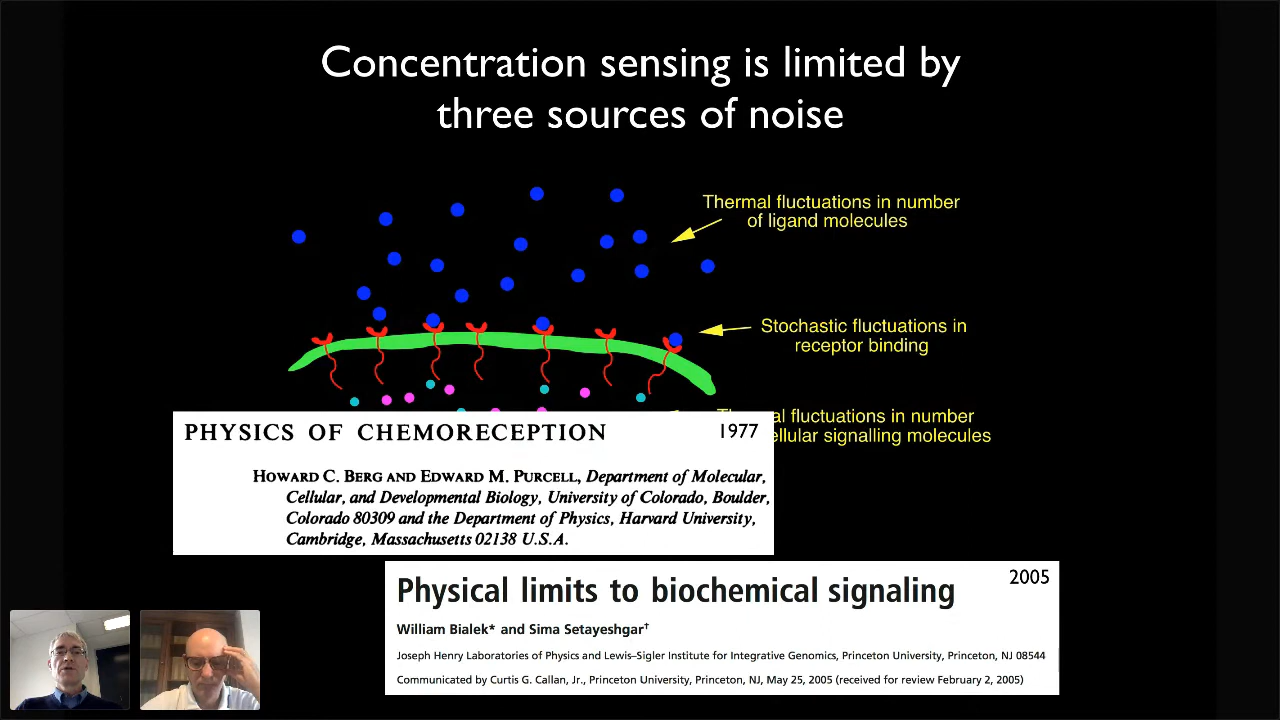 Concentration sensing is limited by
three sources of noise
Thermal fluctuations in number
of ligand molecules
Stochastic fluctuations in
receptor binding
al fluctuations in number
ellular signalling molecules
PHYSICS OF CHEMORECEPTION 1977
HOWARD C. BERG AND EDWARD M. PURCELL, Department of Molecular,
Cellular, and Developmental Biology, University of Colorado, Boulder,
Colorado 80309 and the Department of Physics, Harvard University,
Cambridge, Massachusetts 02138 U.S.A.
Physical limits to biochemical signaling 2005
William Bialek* and Sima Setayeshgar†
Joseph Henry Laboratories of Physics and Lewis–Sigler Institute for Integrative Genomics, Princeton University, Princeton, NJ 08544
Communicated by Curtis G. Callan, Jr., Princeton University, Princeton, NJ, May 25, 2005 (received for review February 2, 2005)